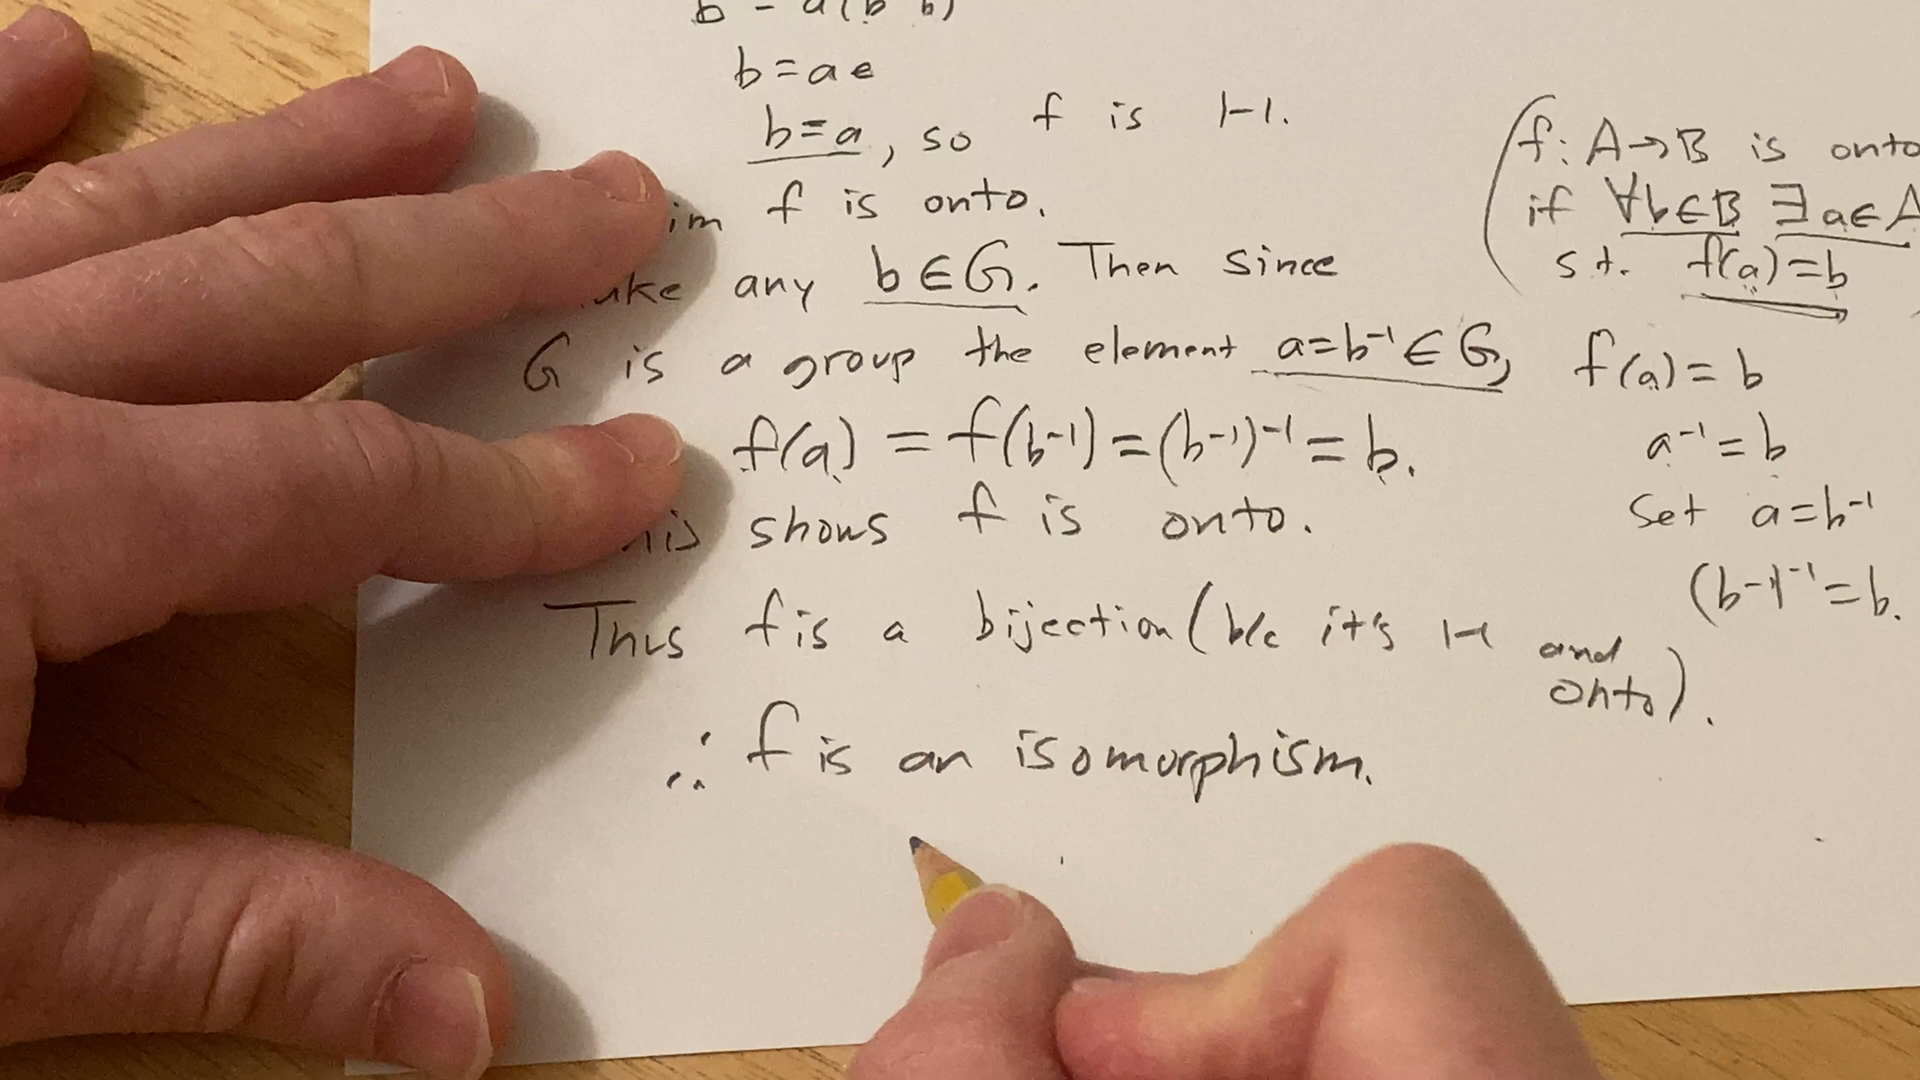 b = a(b b)
b=ae
b=a, so f is 1-1.
im f is onto.
any b∈G. Then since
G is a group the element a=b⁻¹∈G,
f(a) = f(b⁻¹) = (b⁻¹)⁻¹ = b.
his shows f is onto.
Thus f is a bijection (b/c it's 1-1 and
onto).
∴ f is an isomorphism.
f: A→B is onto
if ∀b∈B ∃a∈A
s.t. f(a)=b
f(a)=b
a⁻¹=b
Set a=b⁻¹
(b⁻¹)⁻¹=b.